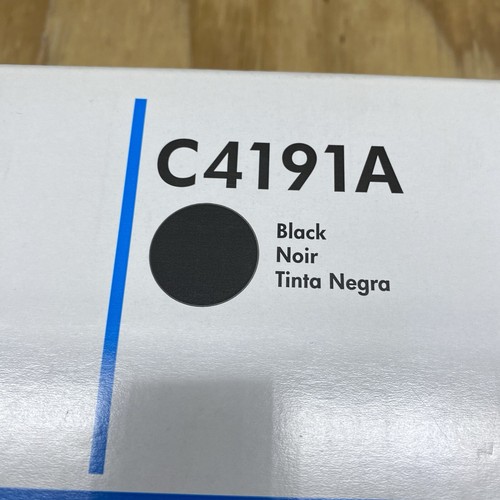 C4191A
Black
Noir
Tinta Negra